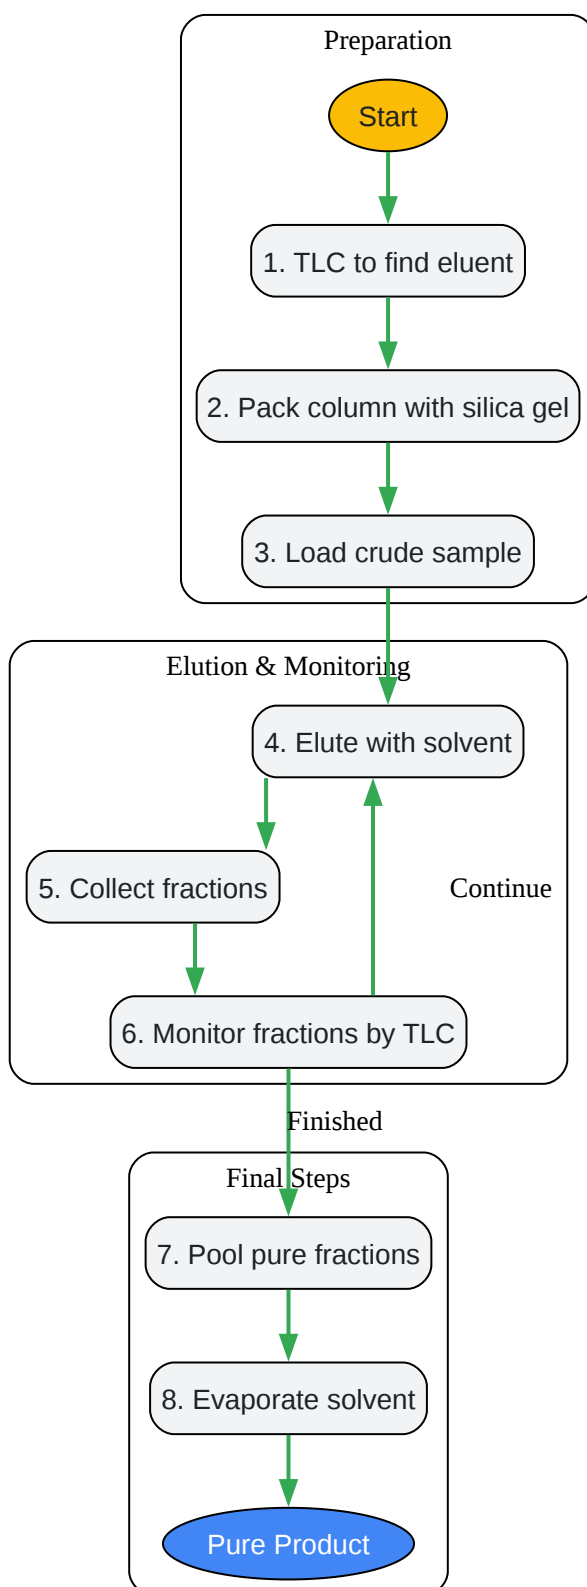 Preparation
Start
1. TLC to find eluent
2. Pack column with silica gel
3. Load crude sample
Elution & Monitoring
4. Elute with solvent
5. Collect fractions
Continue
6. Monitor fractions by TLC
Finished
Final Steps
7. Pool pure fractions
8. Evaporate solvent
Pure Product